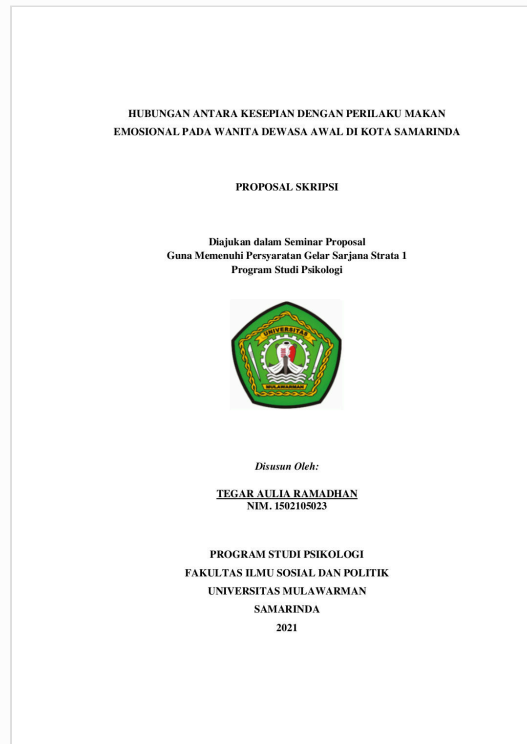 HUBUNGAN ANTARA KESEPIAN DENGAN PERILAKU MAKAN
EMOSIONAL PADA WANITA DEWASA AWAL DI KOTA SAMARINDA
PROPOSAL SKRIPSI
Diajukan dalam Seminar Proposal
Guna Memenuhi Persyaratan Gelar Sarjana Strata 1
Program Studi Psikologi
UNIVERSITAS
MULAWARMAN
Disusun Oleh:
TEGAR AULIA RAMADHAN
NIM. 1502105023
PROGRAM STUDI PSIKOLOGI
FAKULTAS ILMU SOSIAL DAN POLITIK
UNIVERSITAS MULAWARMAN
SAMARINDA
2021